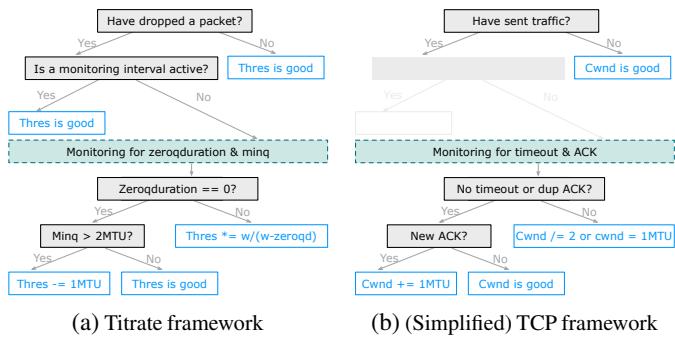 Have dropped a packet?
Yes
No
Is a monitoring interval active?
Thres is good
Yes
No
Thres is good
Monitoring for zeroqduration & minq
Zeroqduration == 0?
Yes
No
Minq > 2MTU?
Thres *= w/(w-zeroqd)
Yes
No
Thres -= 1MTU
Thres is good
(a) Titrate framework
Have sent traffic?
Yes
No
Cwnd is good
Yes
No
Monitoring for timeout & ACK
No timeout or dup ACK?
Yes
No
New ACK?
Cwnd /= 2 or cwnd = 1MTU
Yes
No
Cwnd += 1MTU
Cwnd is good
(b) (Simplified) TCP framework